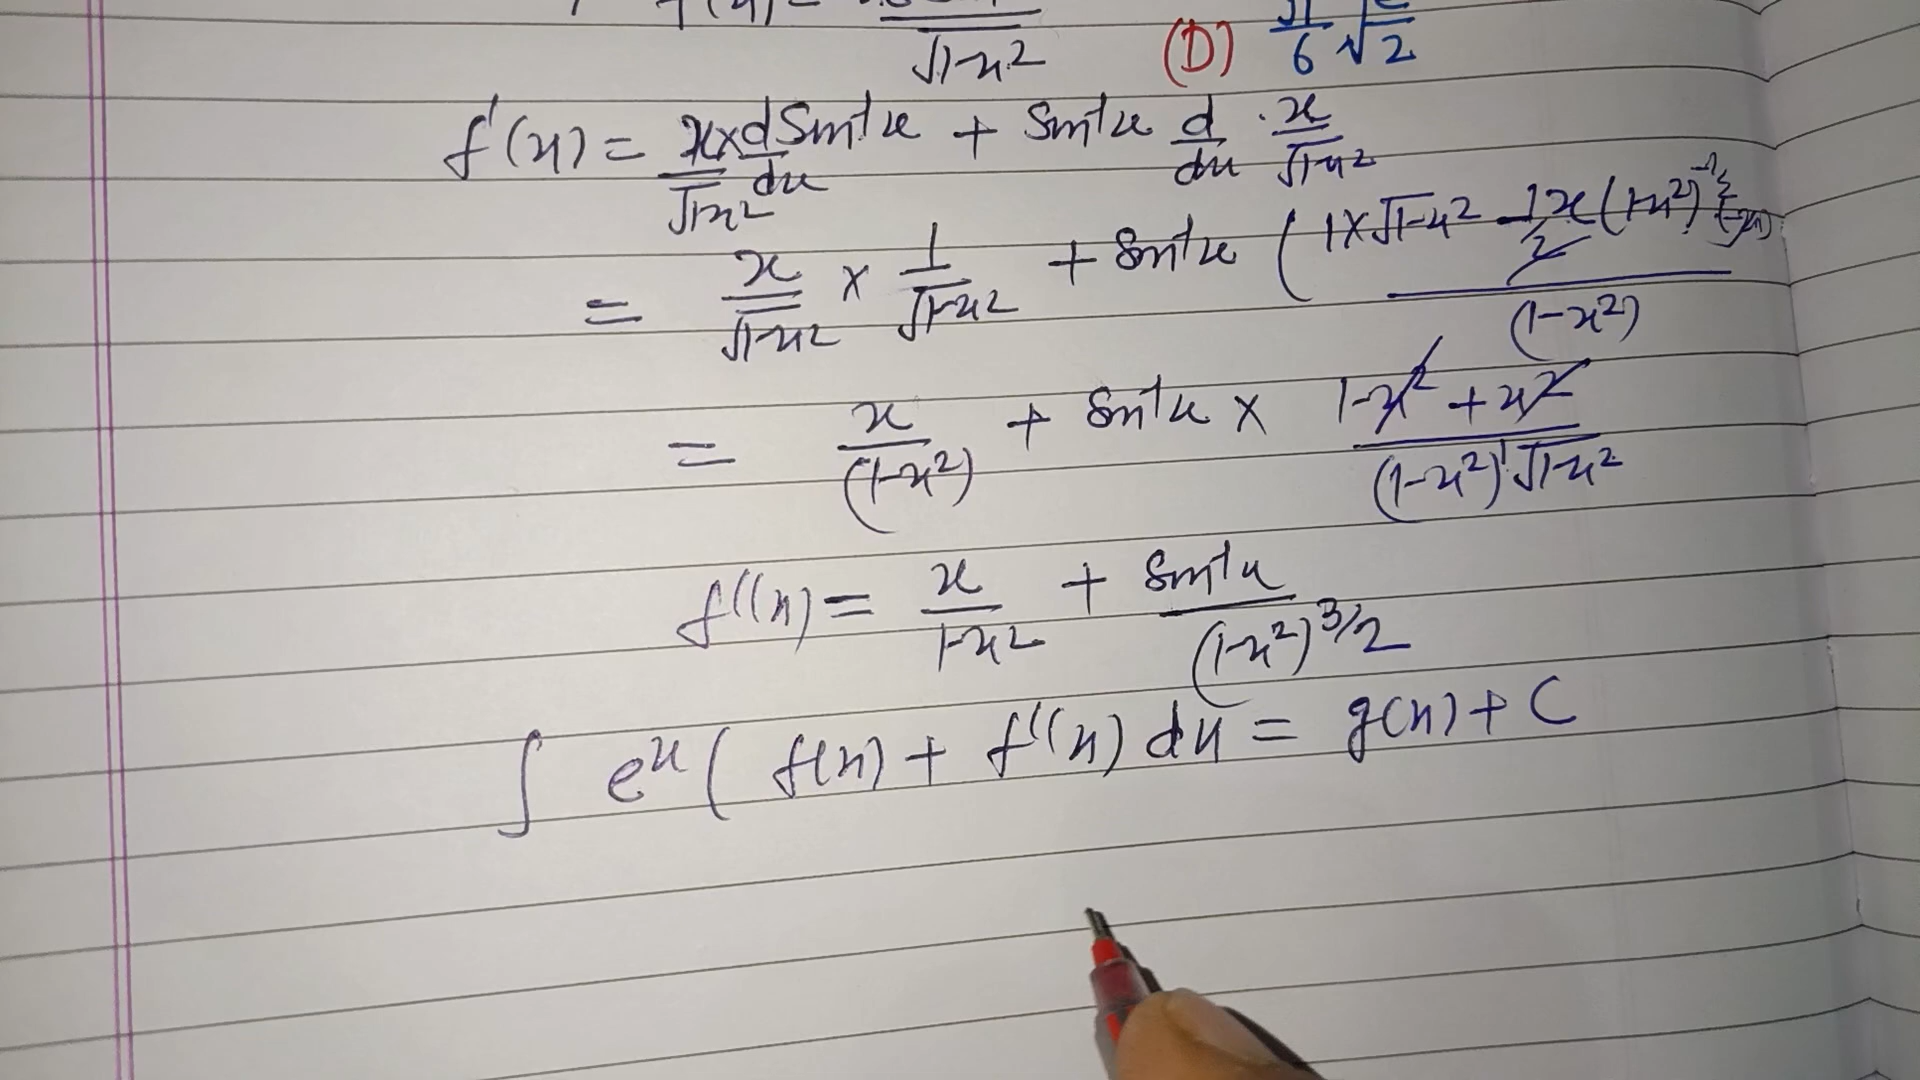 √1-x²
(D) π/6 √e/2
f'(x) = x/√1-x² × d/dx Sin⁻¹x + Sin⁻¹x d/dx · x/√1-x²
= x/√1-x² × 1/√1-x² + Sin⁻¹x ( 1×√1-x² - 1/2 x(1-x²)^-1/2 (-2x) / (1-x²)
= x/(1-x²) + Sin⁻¹x × 1-x²+x² / (1-x²)¹√1-x²
f'(x) = x/1-x² + Sin⁻¹x/(1-x²)^3/2
∫ e^x ( f(x) + f'(x) dx = g(x) + C